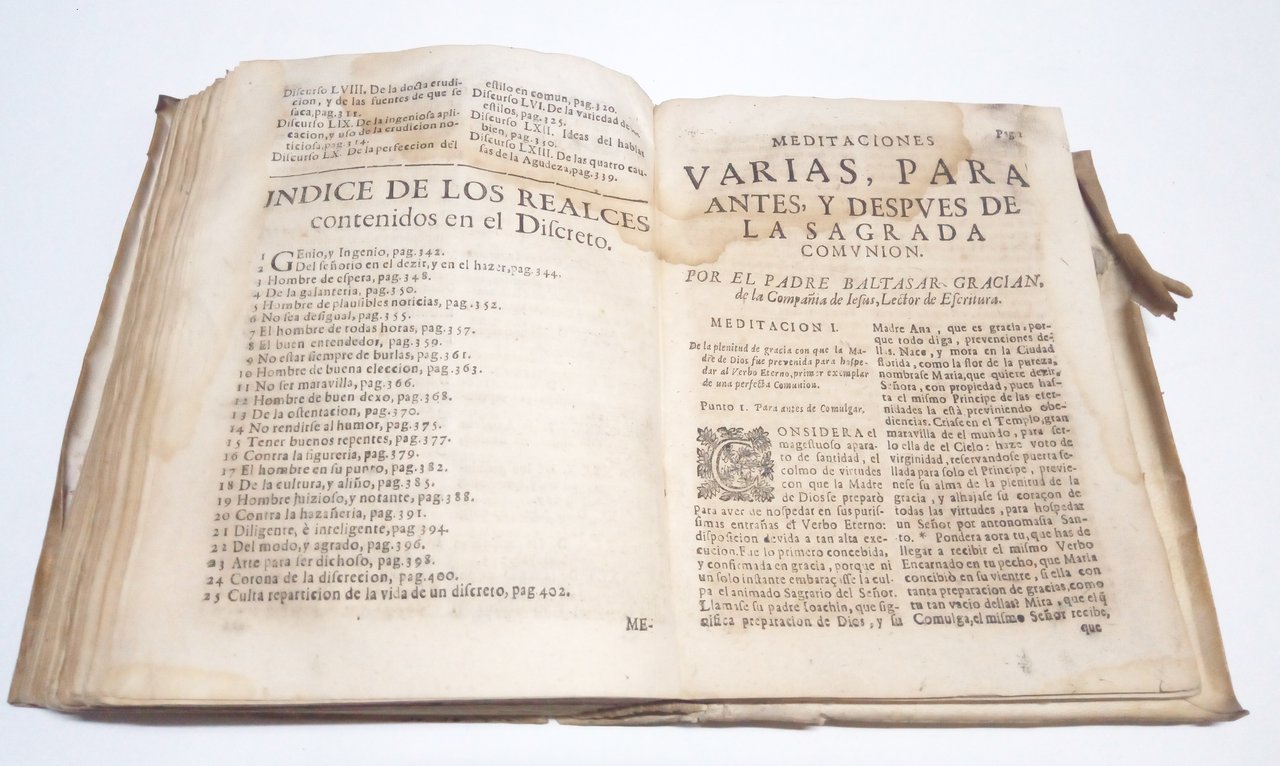 Discurso LVIII. De la docta erudi-
cion, y de las fuentes de que se
saca, pag. 311.
Discurso LIX. De la ingeniosa apli-
cacion, y uso de la erudicion no-
ticiosa, pag. 314.
Discurso LX. De la perfeccion del
estilo en comun, pag. 320.
Discurso LVI. De la variedad de los
estilos, pag. 325.
Discurso LXII. Ideas del hablar
bien, pag. 330.
Discurso LXIII. De las quatro cau-
sas de la Agudeza, pag. 339.
INDICE DE LOS REALCES
contenidos en el Discreto.
1 GEnio, y Ingenio, pag. 342.
2 Del señorio en el dezir, y en el hazer, pag. 344.
3 Hombre de espera, pag. 348.
4 De la galanteria, pag. 350.
5 Hombre de plausibles noticias, pag. 352.
6 No sea desigual, pag. 355.
7 El hombre de todas horas, pag. 357.
8 El buen entendedor, pag. 359.
9 No estar siempre de burlas, pag. 361.
10 Hombre de buena eleccion, pag. 363.
11 No ser maravilla, pag. 366.
12 Hombre de buen dexo, pag. 368.
13 De la ostentacion, pag. 370.
14 No rendirse al humor, pag. 375.
15 Tener buenos repentes, pag. 377.
16 Contra la figureria, pag. 379.
17 El hombre en su punto, pag. 382.
18 De la cultura, y aliño, pag. 385.
19 Hombre juizioso, y notante, pag. 388.
20 Contra la hazañeria, pag. 391.
21 Diligente, è inteligente, pag 394.
22 Del modo, y agrado, pag. 396.
23 Arte para ser dichoso, pag. 398.
24 Corona de la discrecion, pag. 400.
25 Culta reparticion de la vida de un discreto, pag 402.
ME-
Pag. 1
MEDITACIONES
VARIAS, PARA
ANTES, Y DESPVES DE
LA SAGRADA
COMVNION.
POR EL PADRE BALTASAR GRACIAN,
de la Compañia de Iesus, Lector de Escritura.
MEDITACION I.
De la plenitud de gracia con que la Ma-
dre de Dios fue prevenida para hospe-
dar al Verbo Eterno, primer exemplar
de una perfecta Comunion.
Punto 1. Para antes de Comulgar.
CONSIDERA el
magestuoso apara-
to de santidad, el
colmo de virtudes
con que la Madre
de Dios se preparò
para aver de hospedar en sus puris-
simas entrañas el Verbo Eterno:
disposicion devida a tan alta exe-
cucion. Fue lo primero concebida,
y confirmada en gracia, porque ni
un solo instante embaraçasse la cul-
pa el animado Sagrario del Señor.
Llamase su padre Ioachin, que sig-
nifica preparacion de Dios, y su
Madre Ana, que es gracia, por-
que todo diga, prevenciones de-
llas. Nace, y mora en la Ciudad
florida, como la flor de la pureza,
nombrase Maria, que quiere dezir,
Señora, con propiedad, pues has-
ta el mismo Principe de las eter-
nidades la està previniendo obe-
diencias. Criase en el Templo, gran
maravilla de el mundo, para ser-
lo ella de el Cielo: haze voto de
virginidad, reservandose puerta se-
llada para solo el Principe, previe-
nese su alma de la plenitud de la
gracia, y alhajase su coraçon de
todas las virtudes, para hospedar
un Señor por antonomasia San-
to. * Pondera aora tu, que has de
llegar a recibir el mismo Verbo
Encarnado en tu pecho, que Maria
concibiò en su vientre, si ella con
tanta preparacion de gracias, como
tu tan vacio dellas? Mira, que el q̃
Comulga, el mismo Señor recibe,
que